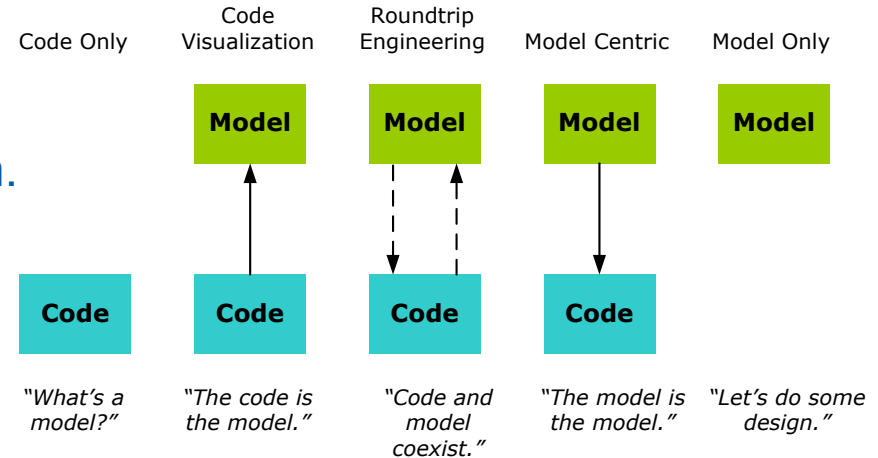 Code Only
Code
Visualization
Roundtrip
Engineering
Model Centric
Model Only
Model
Model
Model
Model
.
Code
Code
Code
Code
“What’s a
model?”
“The code is
the model.”
“Code and
model
coexist.”
“The model is
the model.”
“Let’s do some
design.”